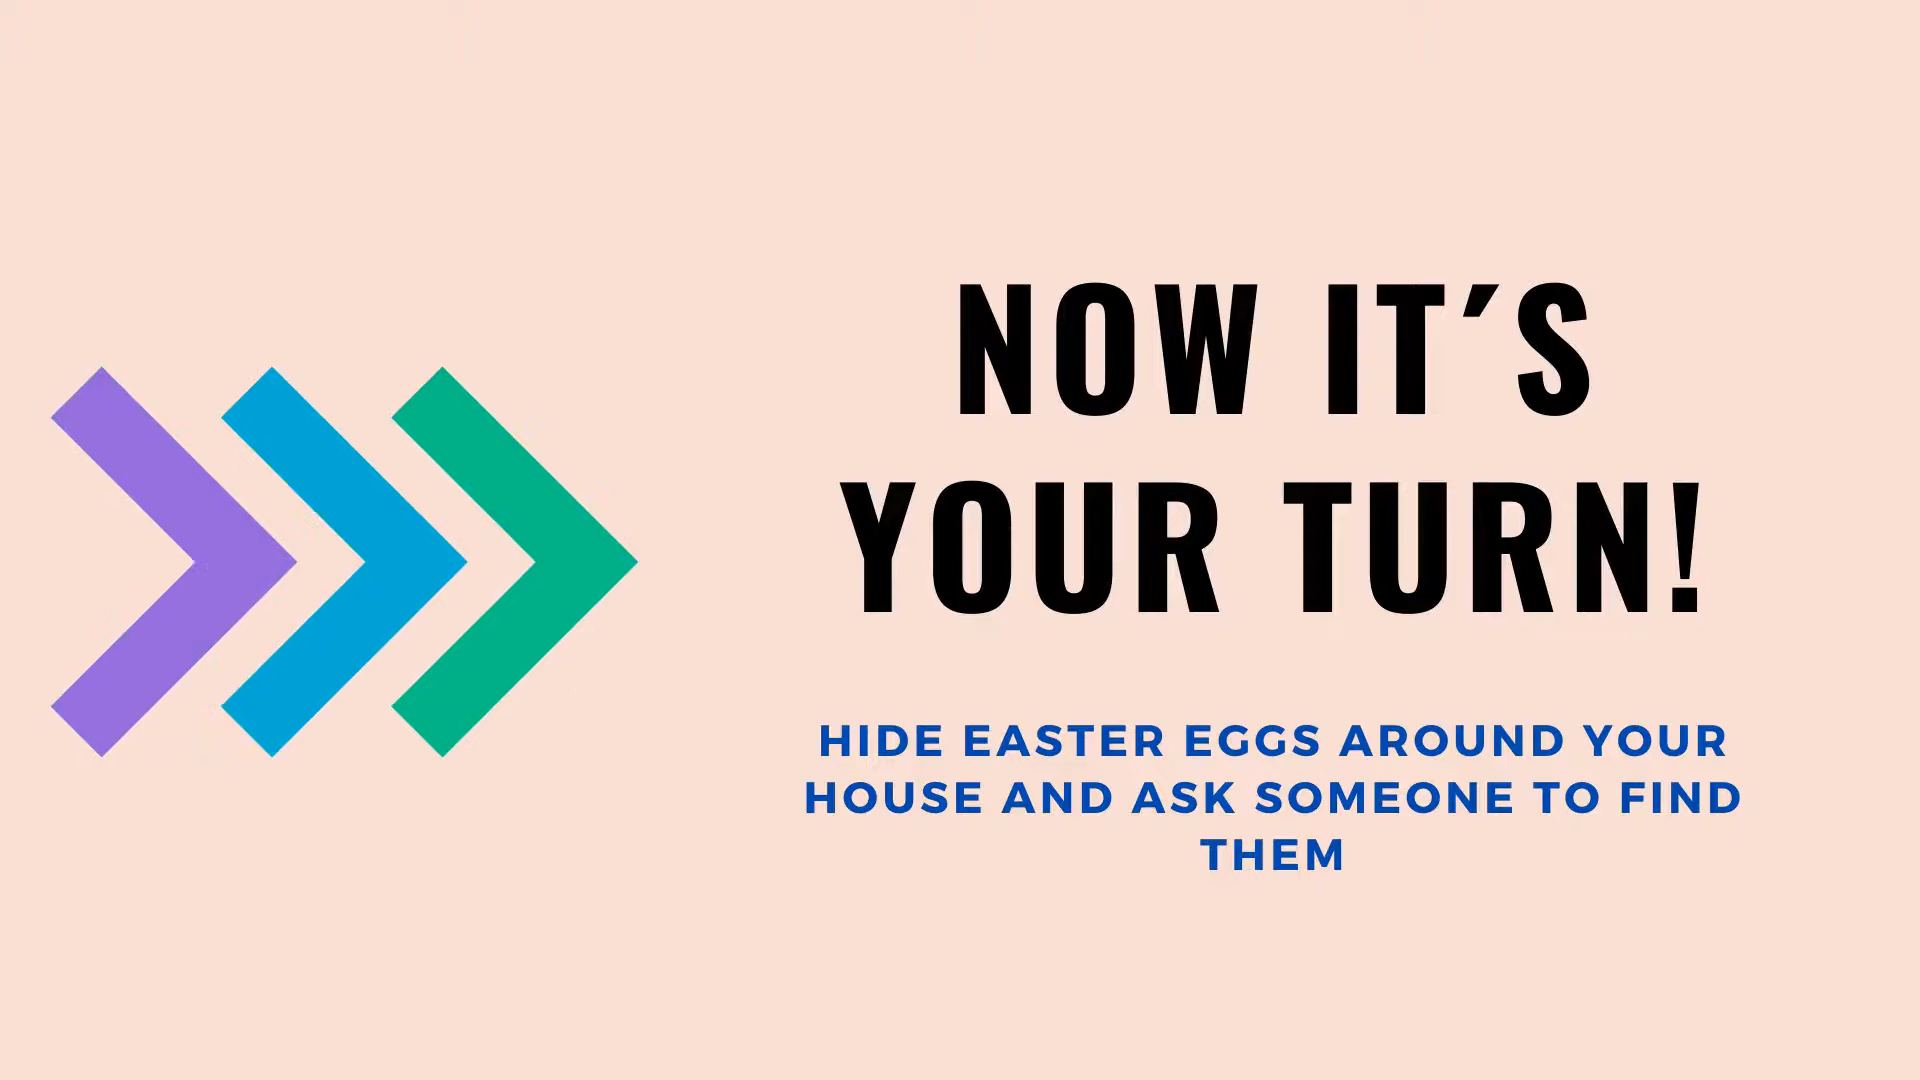 NOW IT´S
YOUR TURN!
HIDE EASTER EGGS AROUND YOUR
HOUSE AND ASK SOMEONE TO FIND
THEM